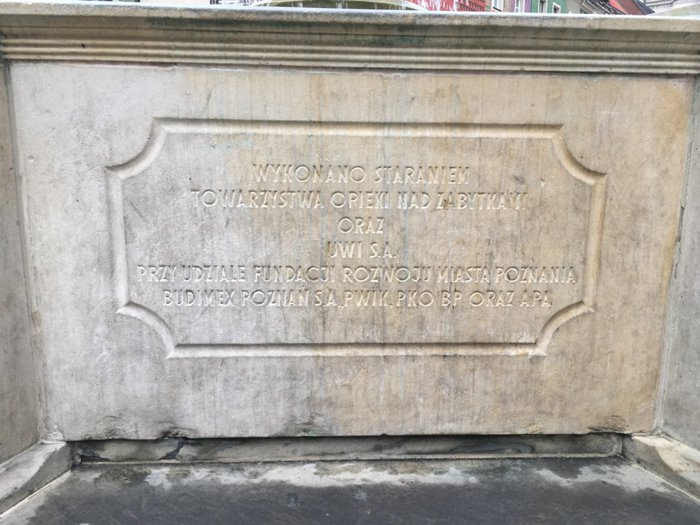 WYKONANO STARANIEM
TOWARZYSTWA OPIEKI NAD ZABYTKAMI
ORAZ
UWI S.A.
PRZY UDZIALE FUNDACJI ROZWOJU MIASTA POZNANIA
BUDIMEX POZNAŃ S.A. PWIK PKO BP ORAZ APA